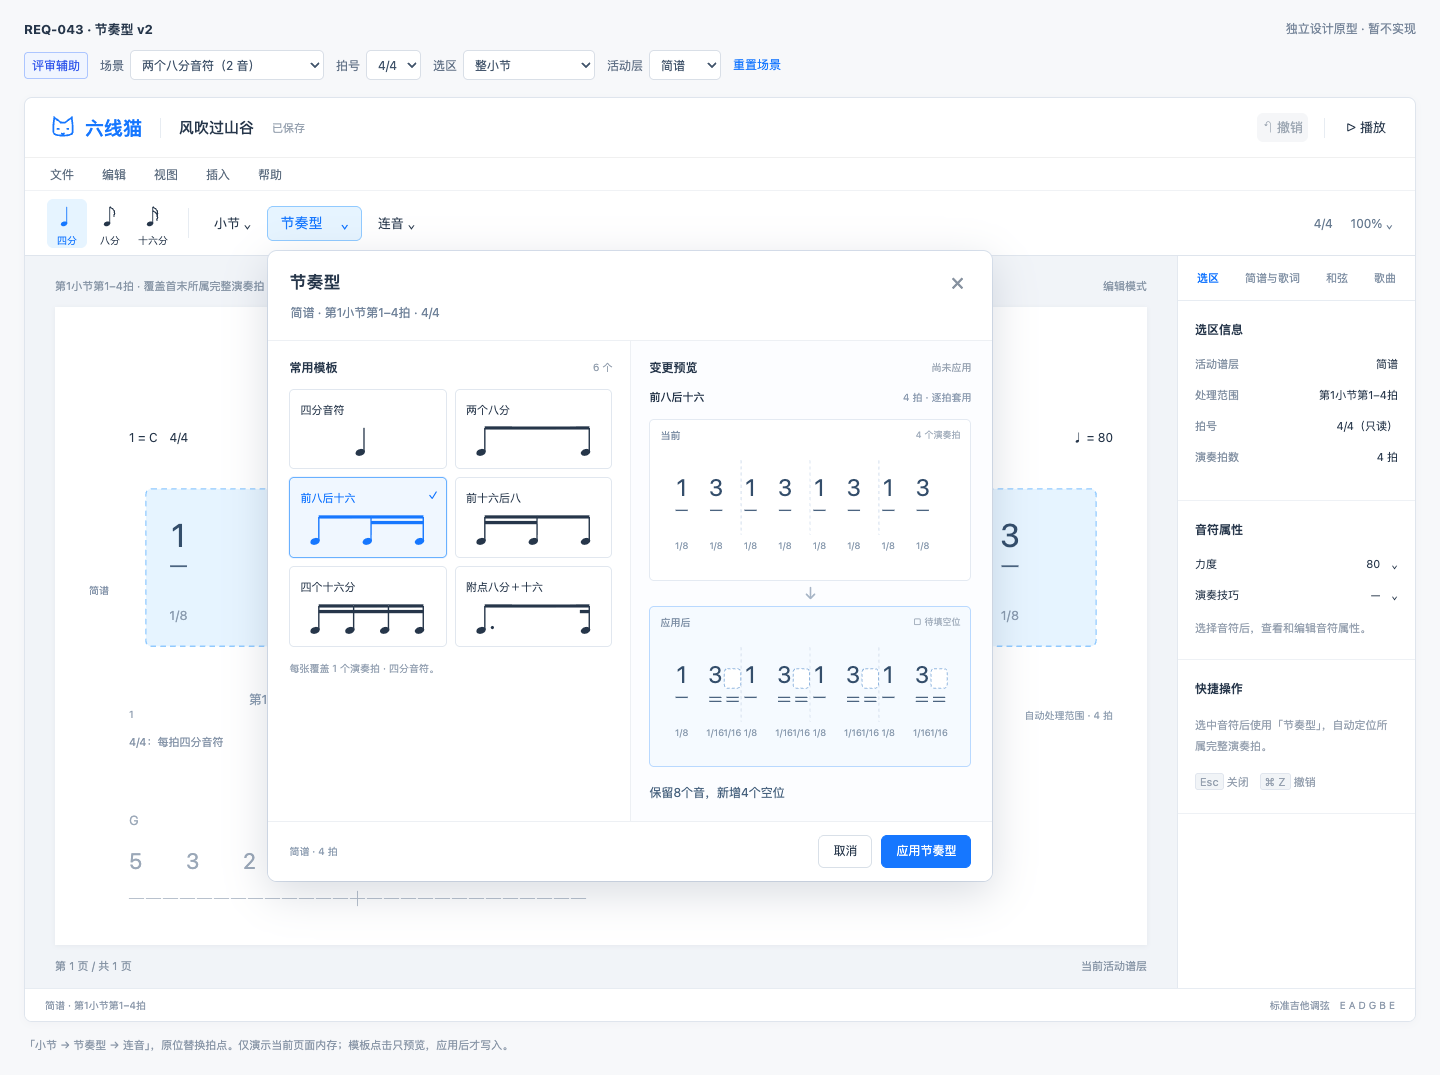 REQ-043 · 节奏型 v2
独立设计原型 · 暂不实现
评审辅助 场景 两个八分音符（2 音） 拍号 4/4 选区 整小节 活动层 简谱 重置场景
六线猫 风吹过山谷 已保存
撤销 播放
文件 编辑 视图 插入 帮助
四分 八分 十六分 小节 节奏型 连音
4/4 100%
第1小节第1–4拍 · 覆盖首末所属完整演奏拍
编辑模式
1 = C 4/4
♩ = 80
简谱
1
1/8
3
1/8
第1
1
自动处理范围 · 4 拍
4/4：每拍四分音符
G
5 3 2
第 1 页 / 共 1 页
当前活动谱层
节奏型
简谱 · 第1小节第1–4拍 · 4/4
常用模板 6 个
四分音符 两个八分
前八后十六 前十六后八
四个十六分 附点八分＋十六
每张覆盖 1 个演奏拍 · 四分音符。
变更预览 尚未应用
前八后十六 4 拍 · 逐拍套用
当前 4 个演奏拍
1 3 1 3 1 3 1 3
1/8 1/8 1/8 1/8 1/8 1/8 1/8 1/8
应用后 待填空位
1 3 1 3 1 3 1 3
1/8 1/16 1/16 1/8 1/16 1/16 1/8 1/16 1/16 1/8 1/16 1/16
保留8个音，新增4个空位
简谱 · 4 拍
取消 应用节奏型
选区 简谱与歌词 和弦 歌曲
选区信息
活动谱层 简谱
处理范围 第1小节第1–4拍
拍号 4/4（只读）
演奏拍数 4 拍
音符属性
力度 80
演奏技巧 —
选择音符后，查看和编辑音符属性。
快捷操作
选中音符后使用「节奏型」，自动定位所
属完整演奏拍。
Esc 关闭 ⌘ Z 撤销
简谱 · 第1小节第1–4拍
标准吉他调弦 E A D G B E
「小节 → 节奏型 → 连音」，原位替换拍点。仅演示当前页面内存；模板点击只预览，应用后才写入。